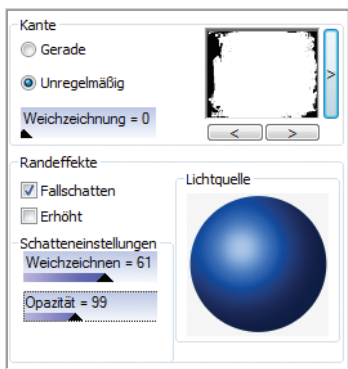 Kante
Gerade
Unregelmäßig
Weichzeichnung = 0
>
< >
Randeffekte
Fallschatten
Erhöht
Lichtquelle
Schatteneinstellungen
Weichzeichnen = 61
Opazität = 99